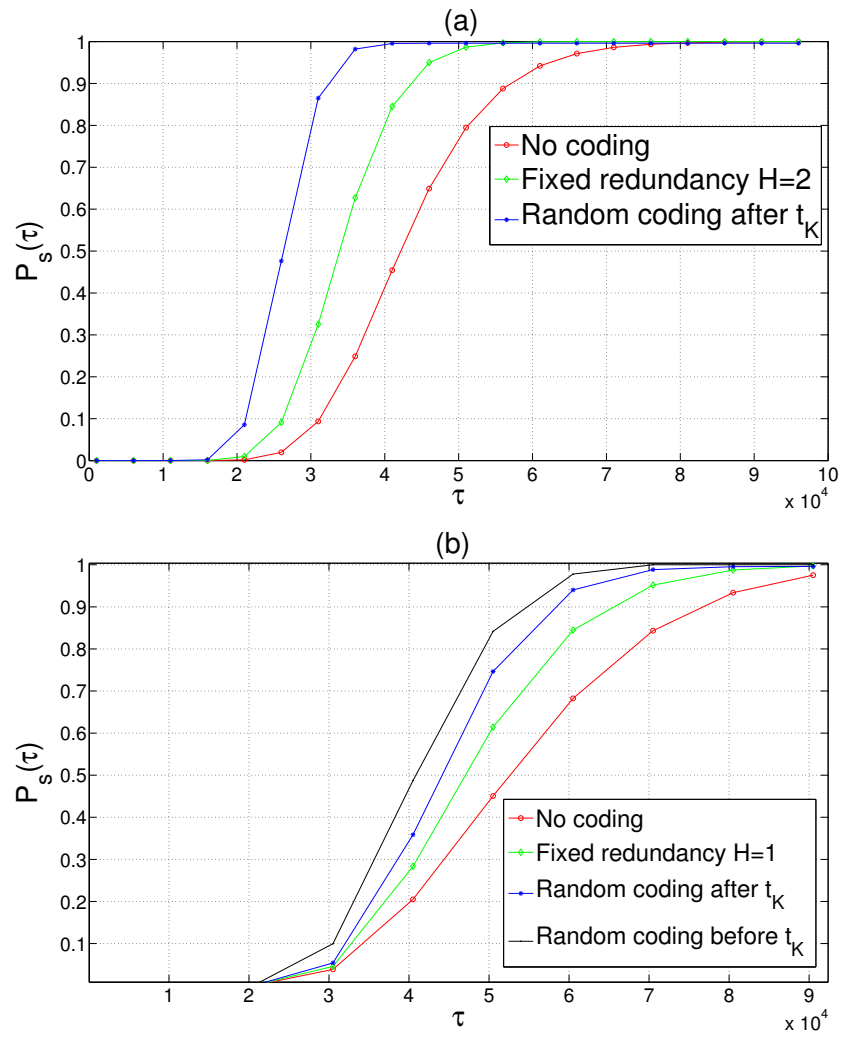 (a)
1
0.9
0.8
0.7
0.6
0.5
0.4
0.3
0.2
0.1
0
P_s(τ)
No coding
Fixed redundancy H=2
Random coding after t_K
0 1 2 3 4 5 6 7 8 9 10
τ
x 10^4
(b)
1
0.9
0.8
0.7
0.6
0.5
0.4
0.3
0.2
0.1
P_s(τ)
No coding
Fixed redundancy H=1
Random coding after t_K
Random coding before t_K
1 2 3 4 5 6 7 8 9
τ
x 10^4